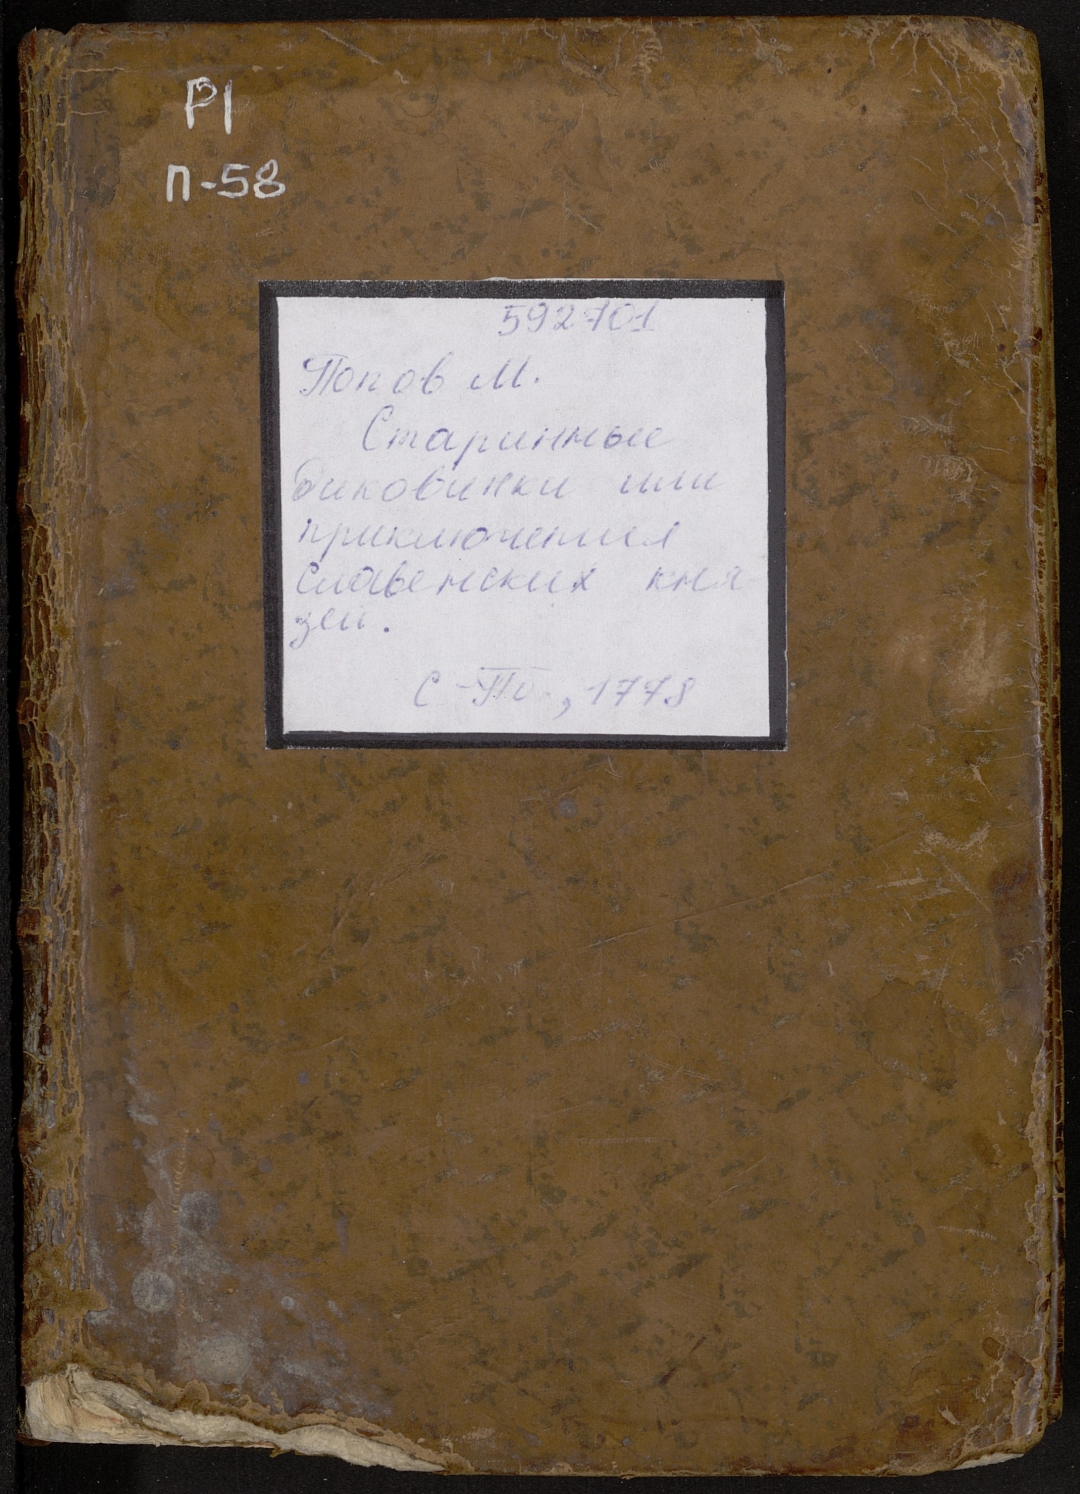 Р1
П-58
592701
Попов М.
Старинные
диковинки или
приключения
славенских кня
зей.
С-Пб, 1778